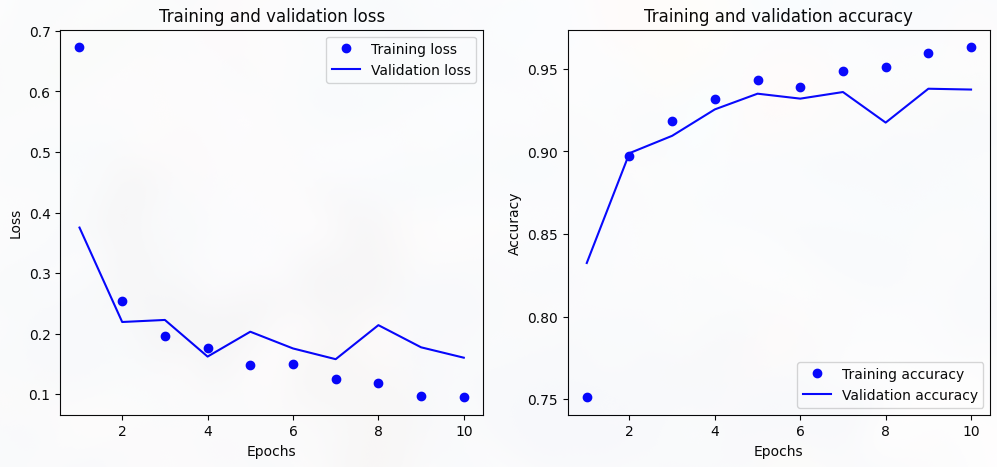 Training and validation loss
0.7
0.6
0.5
0.4
0.3
0.2
0.1
Loss
2
4
6
8
10
Epochs
Training loss
Validation loss
Training and validation accuracy
0.95
0.90
0.85
0.80
0.75
Accuracy
2
4
6
8
10
Epochs
Training accuracy
Validation accuracy